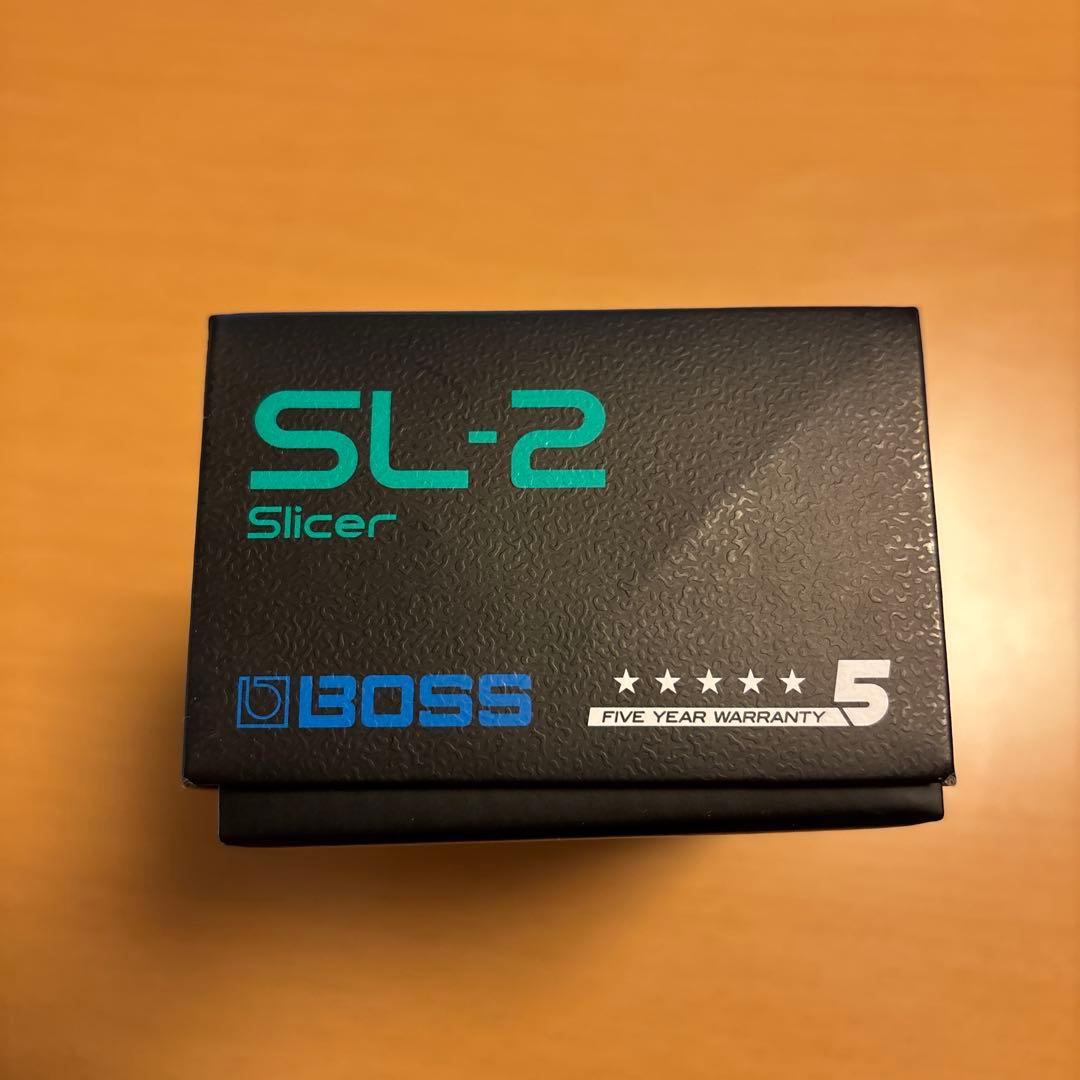 SL-2
Slicer
BOSS
FIVE YEAR WARRANTY 5